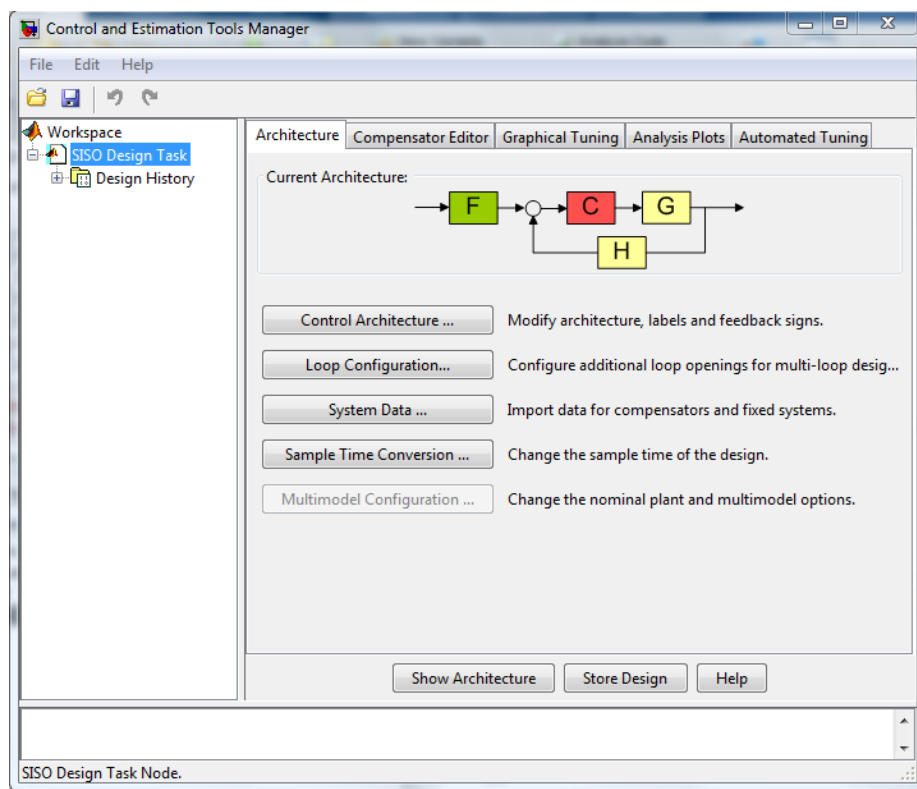 Control and Estimation Tools Manager
File Edit Help
Workspace
SISO Design Task
Design History
Architecture Compensator Editor Graphical Tuning Analysis Plots Automated Tuning
Current Architecture:
F C G
H
Control Architecture ... Modify architecture, labels and feedback signs.
Loop Configuration... Configure additional loop openings for multi-loop desig...
System Data ... Import data for compensators and fixed systems.
Sample Time Conversion ... Change the sample time of the design.
Multimodel Configuration ... Change the nominal plant and multimodel options.
Show Architecture Store Design Help
SISO Design Task Node.